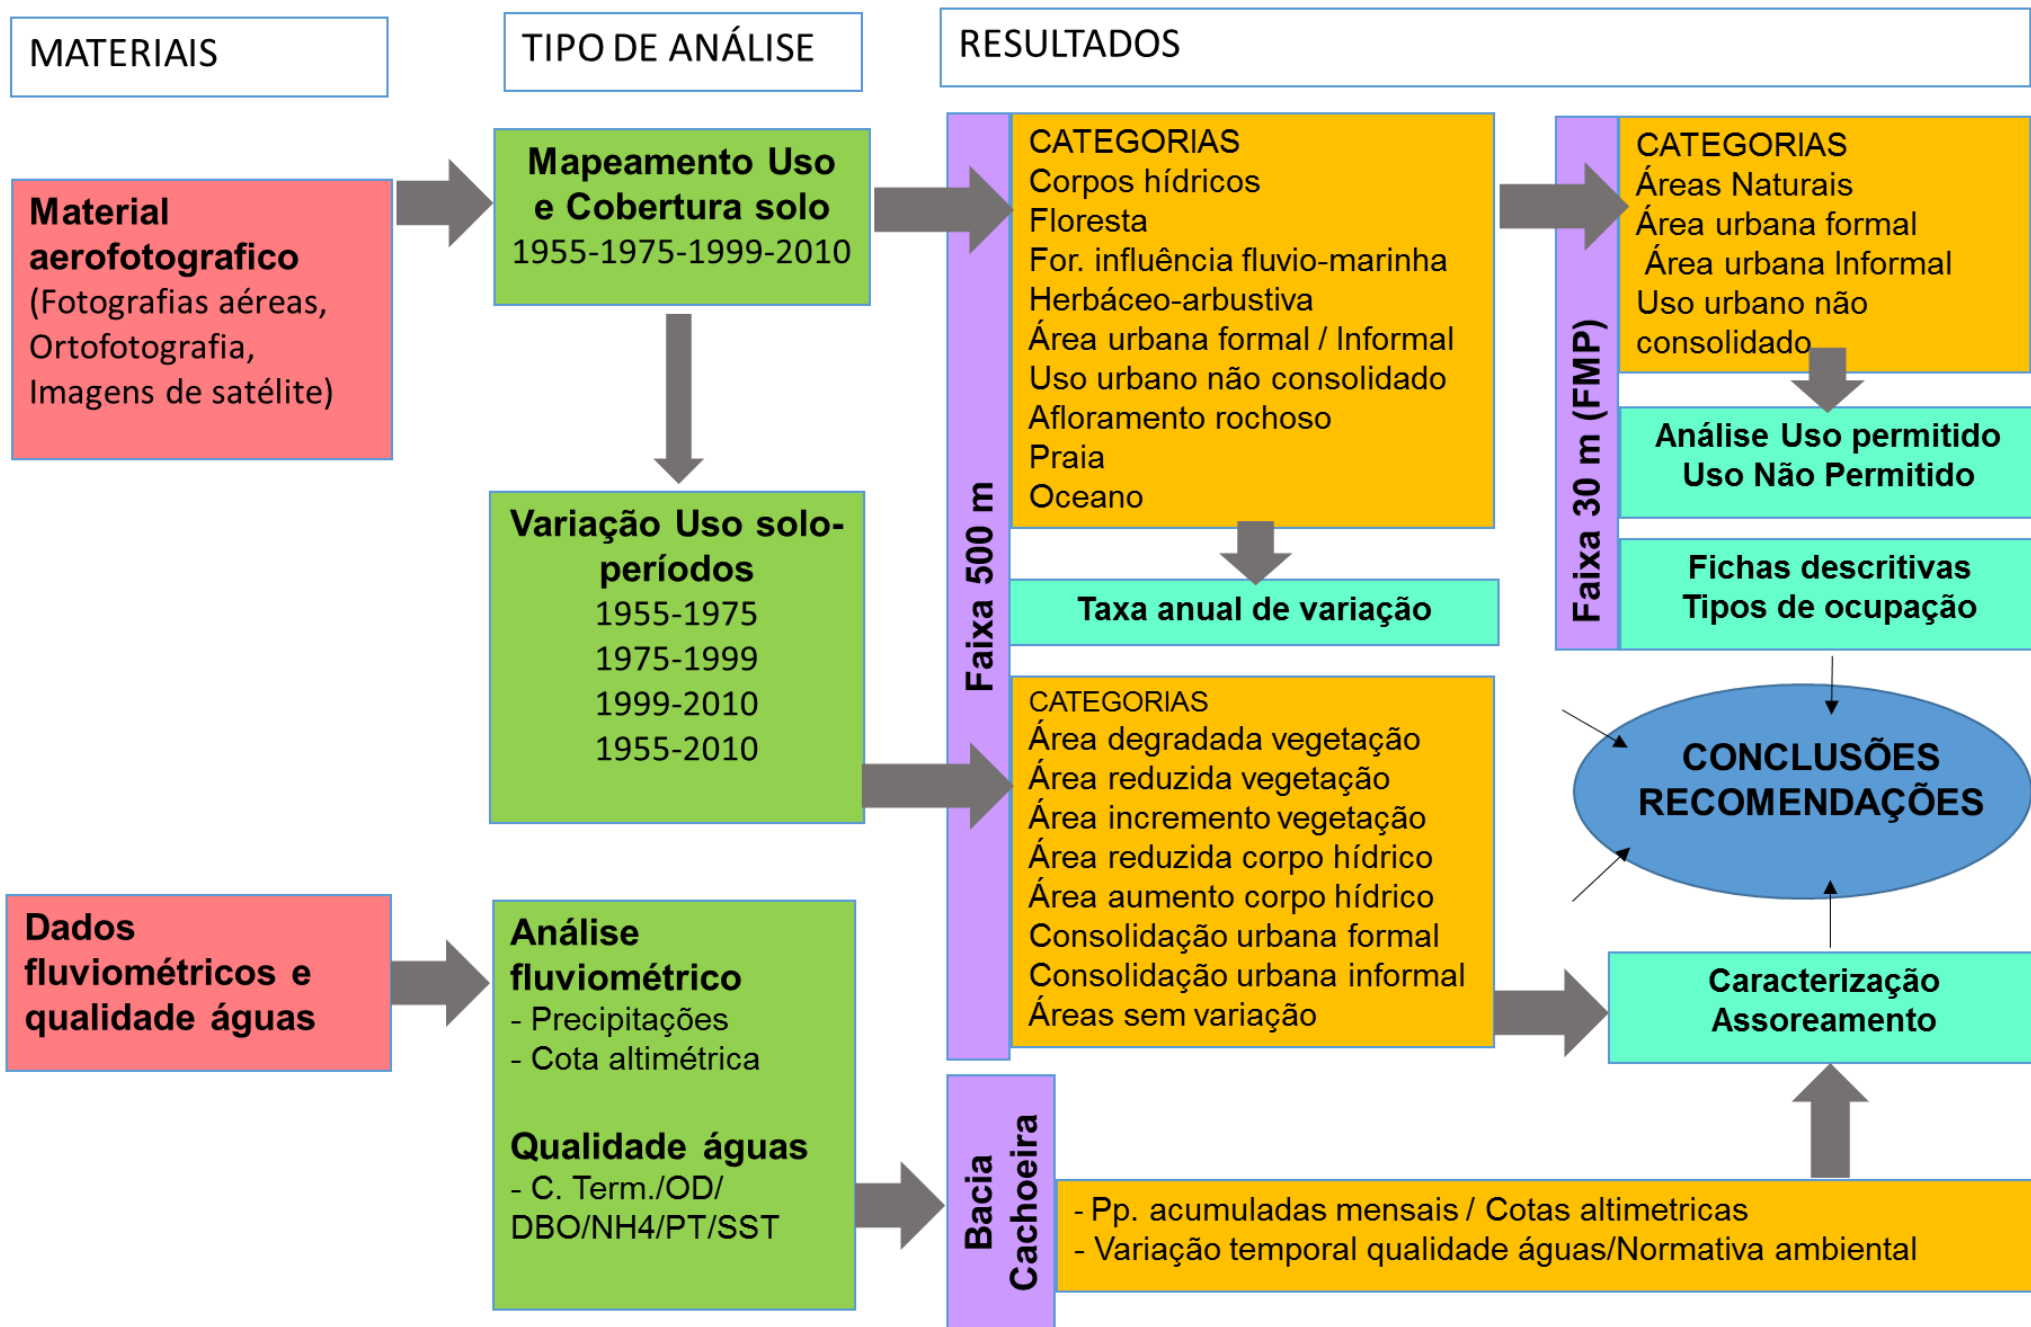 MATERIAIS
TIPO DE ANÁLISE
RESULTADOS
Material
aerofotografico
(Fotografias aéreas,
Ortofotografia,
Imagens de satélite)
Mapeamento Uso
e Cobertura solo
1955-1975-1999-2010
Variação Uso solo-
períodos
1955-1975
1975-1999
1999-2010
1955-2010
Faixa 500 m
CATEGORIAS
Corpos hídricos
Floresta
For. influência fluvio-marinha
Herbáceo-arbustiva
Área urbana formal / Informal
Uso urbano não consolidado
Afloramento rochoso
Praia
Oceano
Taxa anual de variação
CATEGORIAS
Área degradada vegetação
Área reduzida vegetação
Área incremento vegetação
Área reduzida corpo hídrico
Área aumento corpo hídrico
Consolidação urbana formal
Consolidação urbana informal
Áreas sem variação
Faixa 30 m (FMP)
CATEGORIAS
Áreas Naturais
Área urbana formal
Área urbana Informal
Uso urbano não
consolidado
Análise Uso permitido
Uso Não Permitido
Fichas descritivas
Tipos de ocupação
CONCLUSÕES
RECOMENDAÇÕES
Caracterização
Assoreamento
Dados
fluviométricos e
qualidade águas
Análise
fluviométrico
- Precipitações
- Cota altimétrica
Qualidade águas
- C. Term./OD/
DBO/NH4/PT/SST
Bacia
Cachoeira
- Pp. acumuladas mensais / Cotas altimetricas
- Variação temporal qualidade águas/Normativa ambiental